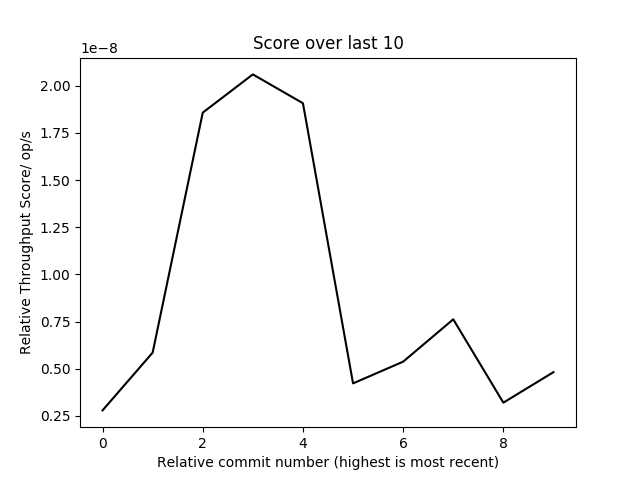 Score over last 10
1e−8
2.00
1.75
1.50
1.25
1.00
0.75
0.50
0.25
Relative Throughput Score/ op/s
0 2 4 6 8
Relative commit number (highest is most recent)